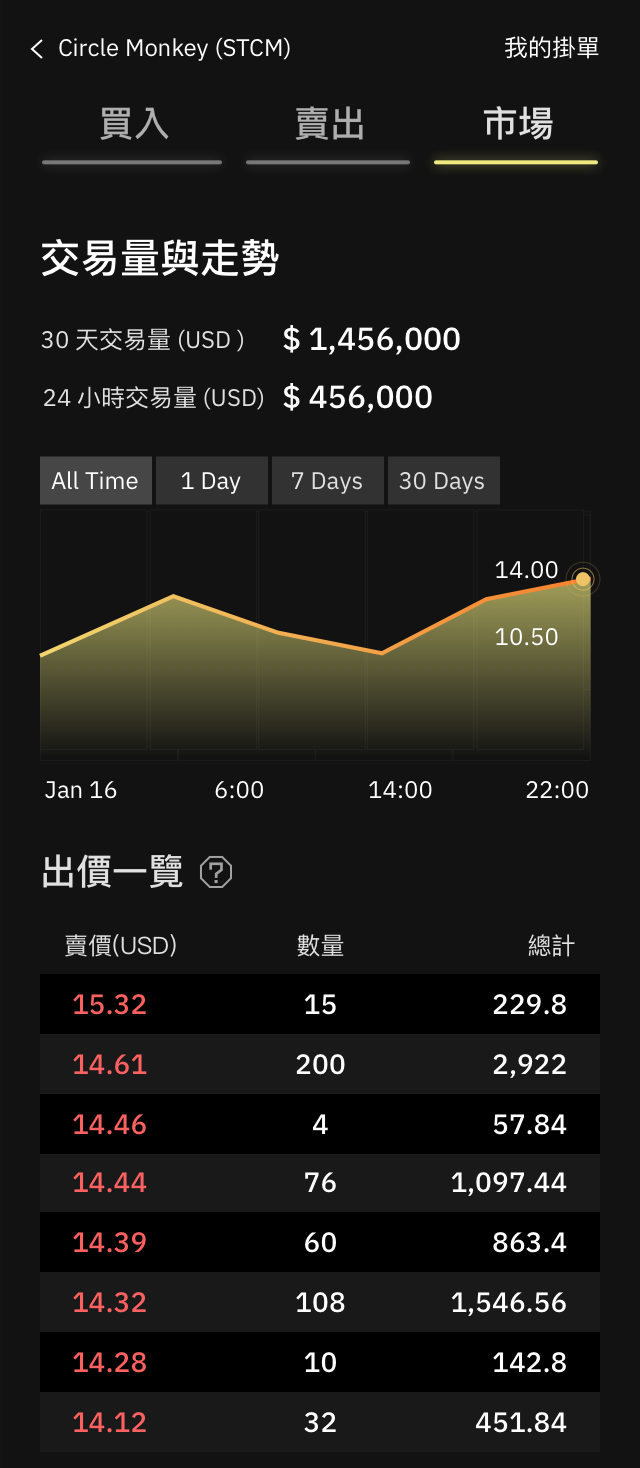 Circle Monkey (STCM) 我的掛單
買入 賣出 市場
交易量與走勢
30 天交易量 (USD ) $ 1,456,000
24 小時交易量 (USD) $ 456,000
All Time 1 Day 7 Days 30 Days
14.00
10.50
Jan 16 6:00 14:00 22:00
出價一覽 ?
賣價(USD) 數量 總計
15.32 15 229.8
14.61 200 2,922
14.46 4 57.84
14.44 76 1,097.44
14.39 60 863.4
14.32 108 1,546.56
14.28 10 142.8
14.12 32 451.84